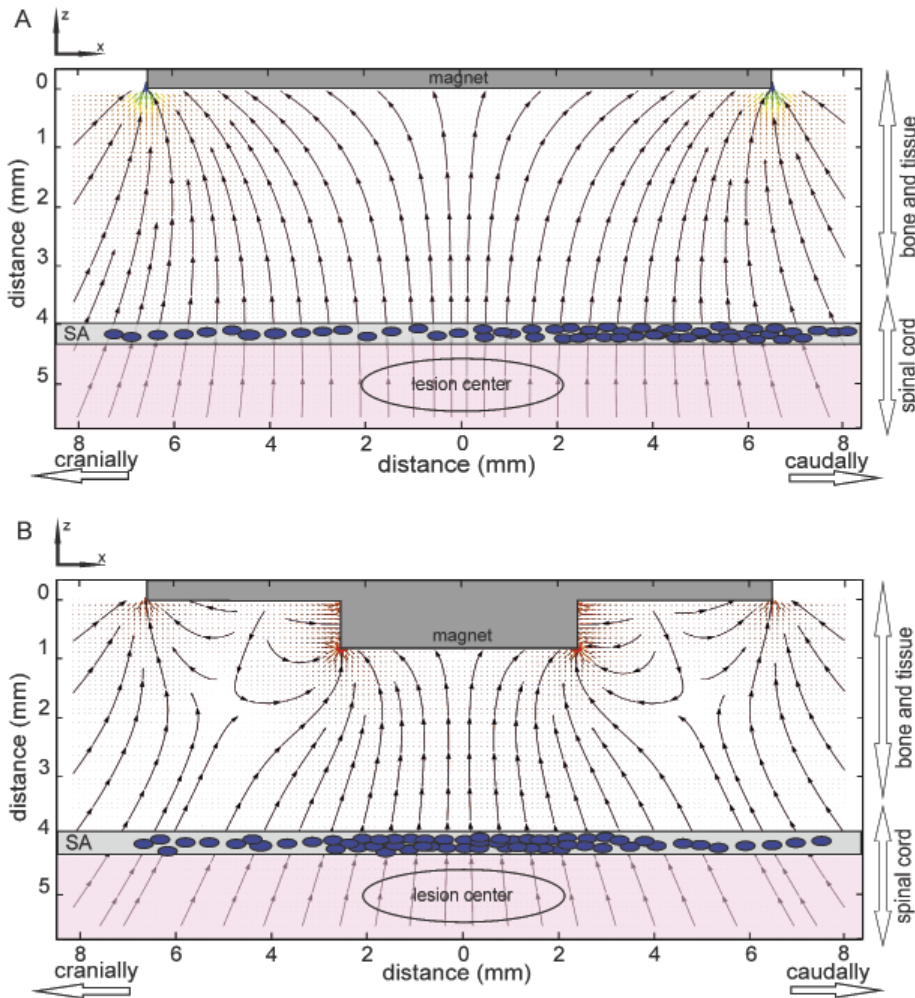 A
z
x
magnet
0
1
2
3
4
5
distance (mm)
bone and tissue
SA
spinal cord
lesion center
8 6 4 2 0 2 4 6 8
cranially
distance (mm)
caudally
B
z
x
magnet
0
1
2
3
4
5
distance (mm)
bone and tissue
SA
spinal cord
lesion center
8 6 4 2 0 2 4 6 8
cranially
distance (mm)
caudally